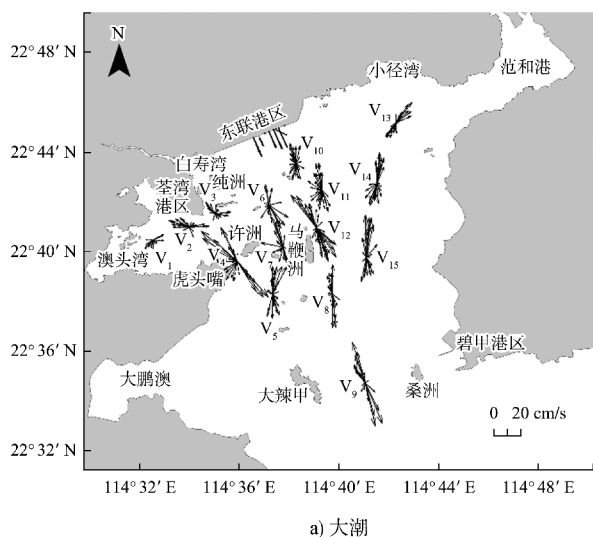 N
22°48′ N
22°44′ N
22°40′ N
22°36′ N
22°32′ N
小径湾
范和港
东联港区
V13
V10
白寿湾
V14
纯洲
荃湾
港区
V3
V6
V11
许洲
马鞭洲
V12
V2
V4
V7
V15
澳头湾
V1
虎头嘴
V8
V5
碧甲港区
大鹏澳
大辣甲
V9
桑洲
0 20 cm/s
114°32′ E
114°36′ E
114°40′ E
114°44′ E
114°48′ E
a) 大潮